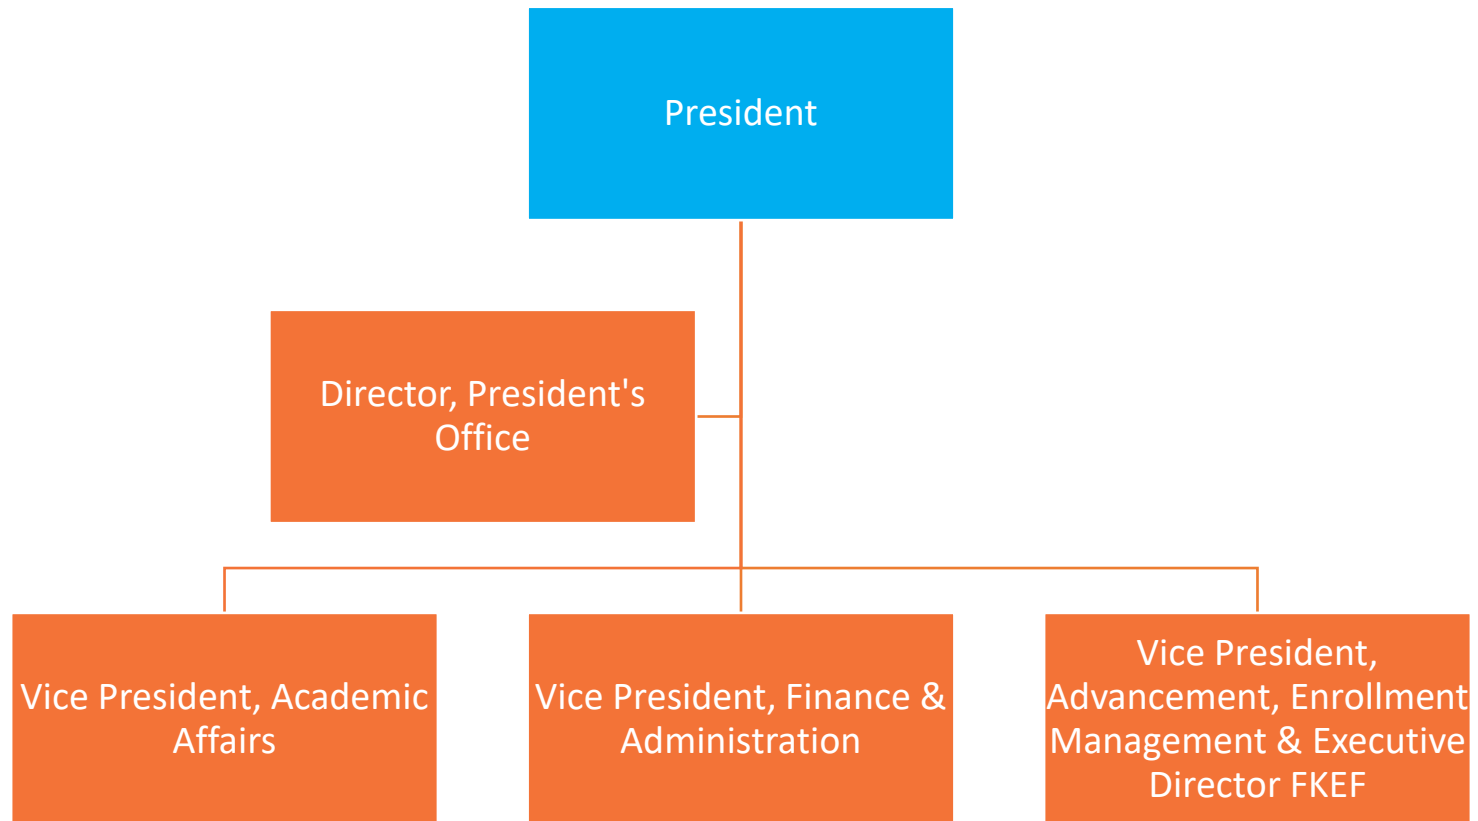 President
Director, President's
Office
Vice President, Academic
Affairs
Vice President, Finance &
Administration
Vice President,
Advancement, Enrollment
Management & Executive
Director FKEF